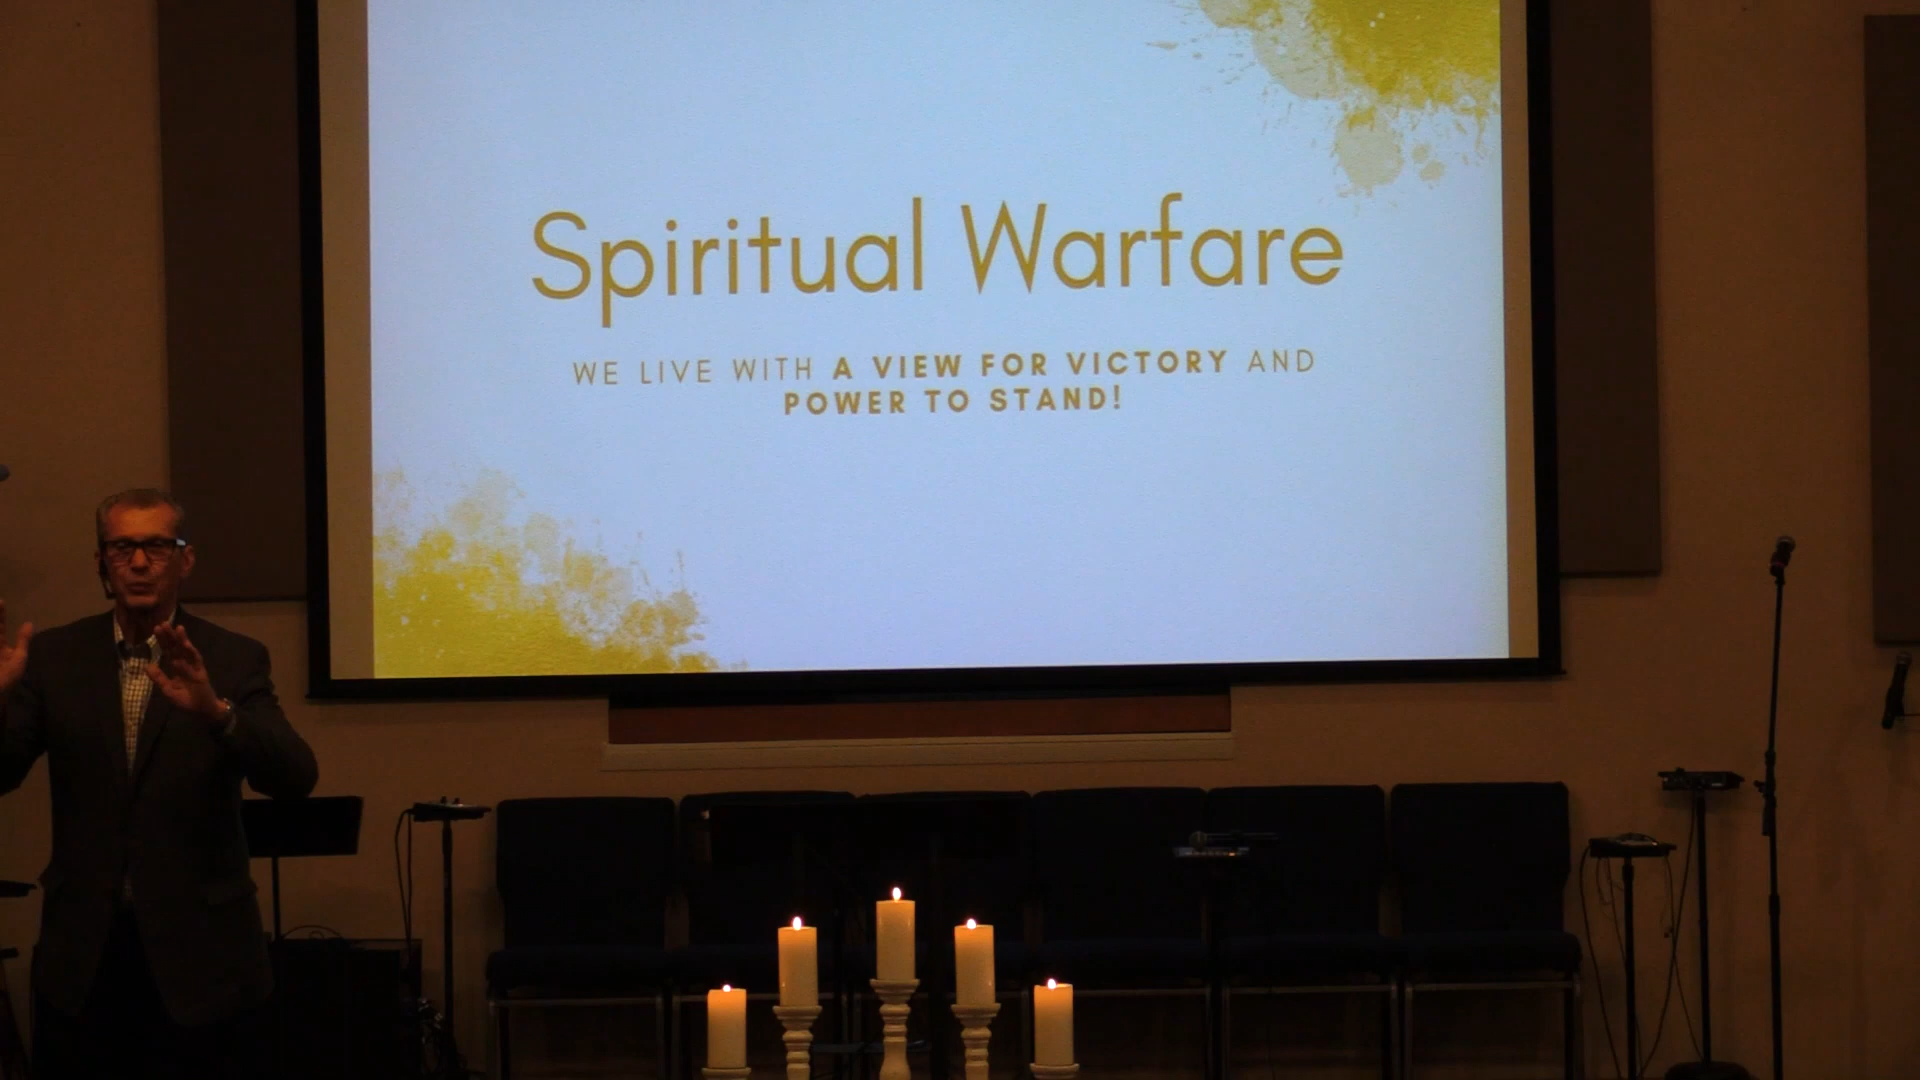 Spiritual Warfare
WE LIVE WITH A VIEW FOR VICTORY AND
POWER TO STAND!